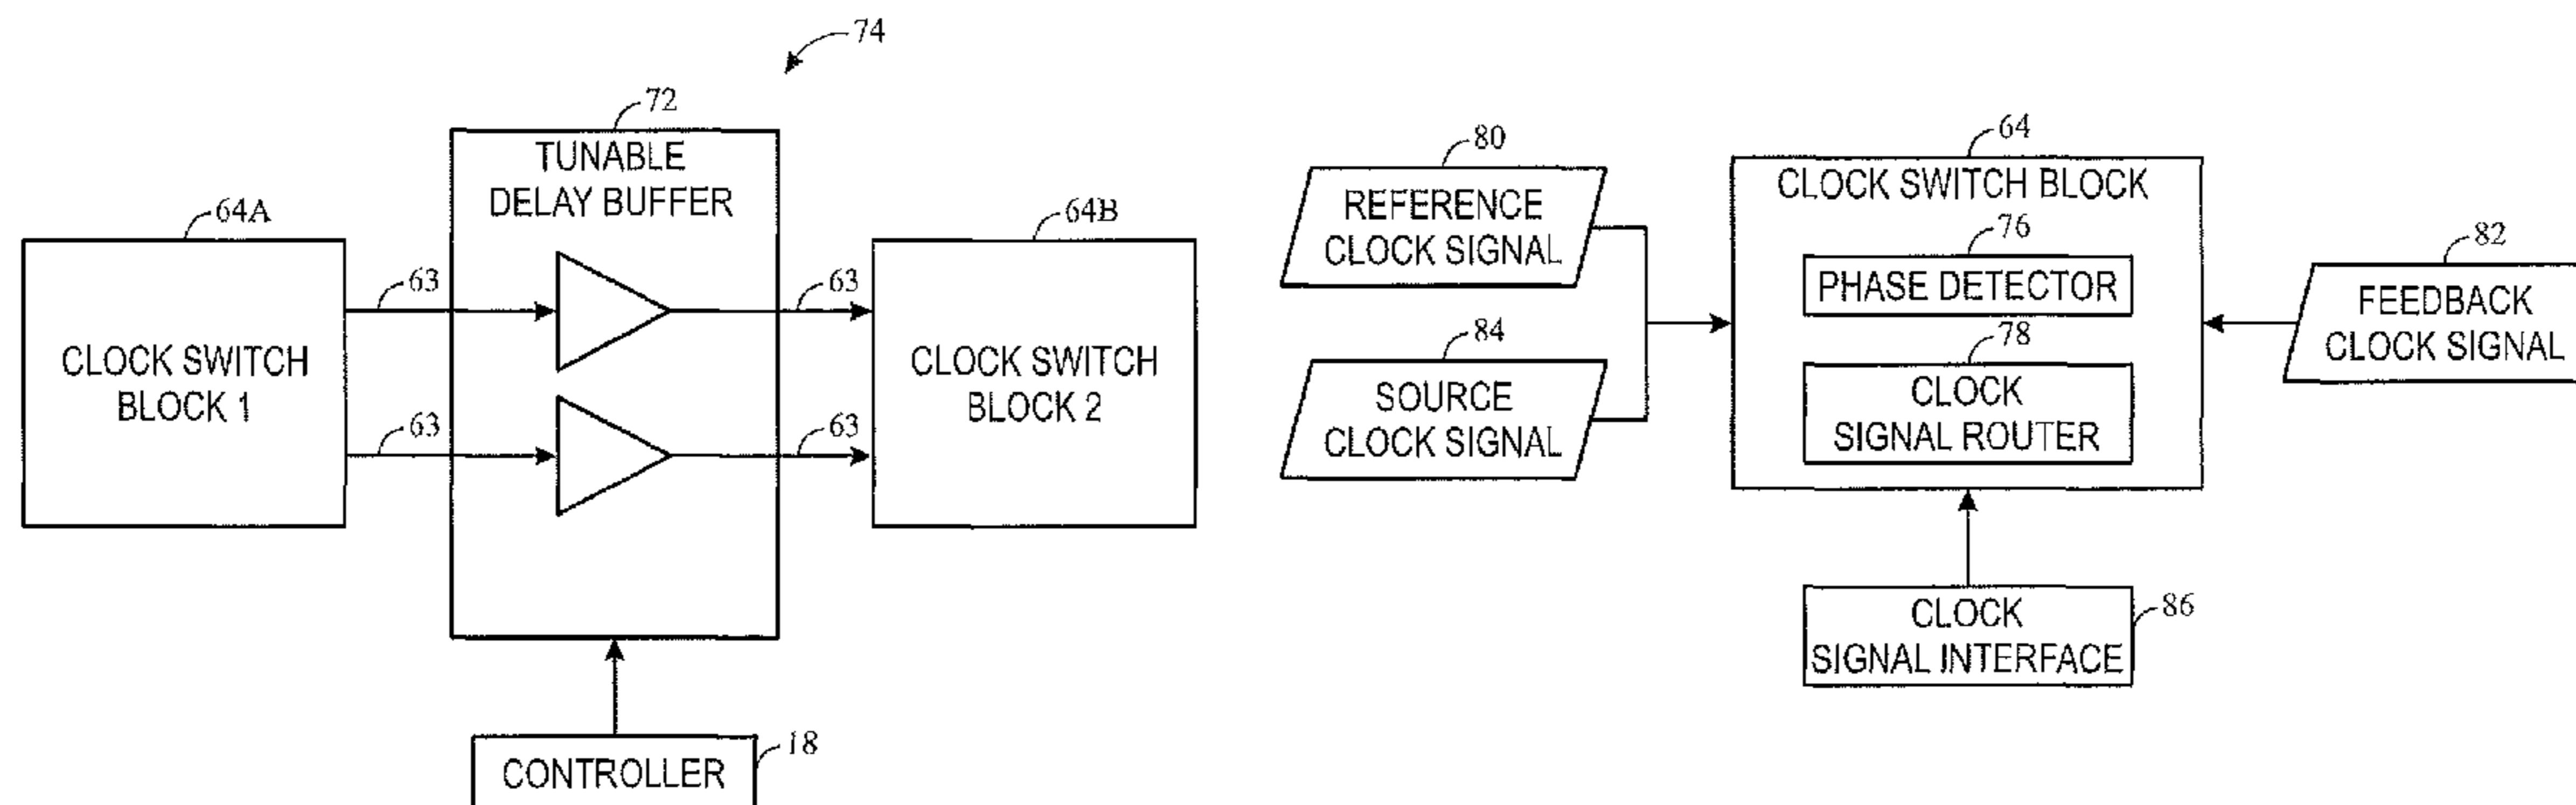 74
72
TUNABLE
DELAY BUFFER
64A
CLOCK SWITCH
BLOCK 1
63
63
63
63
64B
CLOCK SWITCH
BLOCK 2
CONTROLLER
18
80
REFERENCE
CLOCK SIGNAL
84
SOURCE
CLOCK SIGNAL
64
CLOCK SWITCH BLOCK
76
PHASE DETECTOR
78
CLOCK
SIGNAL ROUTER
82
FEEDBACK
CLOCK SIGNAL
CLOCK
SIGNAL INTERFACE
86